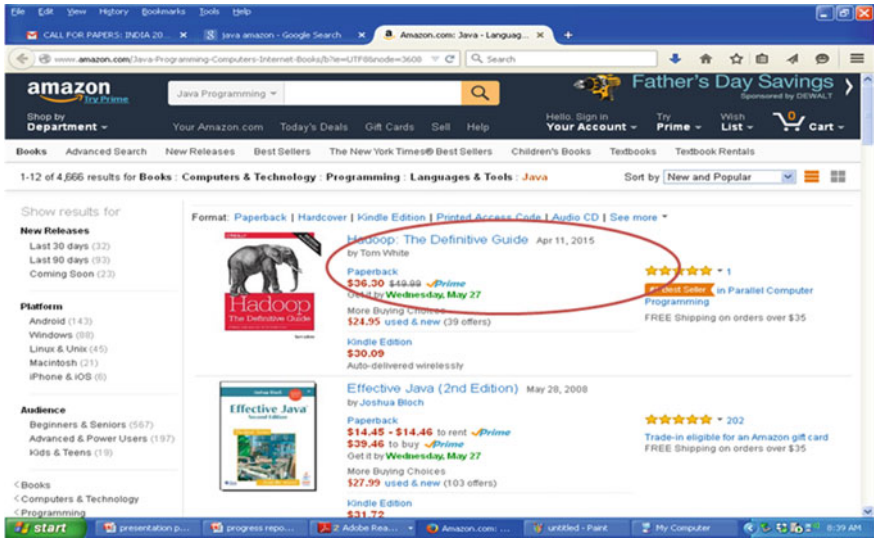 File Edit View History Bookmarks Tools Help
CALL FOR PAPERS: INDIA 20... × java amazon - Google Search × Amazon.com: Java - Languag... × +
www.amazon.com/Java-Programming-Computers-Internet-Books/b?ie=UTF8&node=3608 Search
amazon Java Programming Father's Day Savings
Try Prime Sponsored by DEWALT
Shop by Hello. Sign in Try Wish 0
Department Your Amazon.com Today's Deals Gift Cards Sell Help Your Account Prime List Cart
Books Advanced Search New Releases Best Sellers The New York Times® Best Sellers Children's Books Textbooks Textbook Rentals
1-12 of 4,666 results for Books : Computers & Technology : Programming : Languages & Tools : Java Sort by New and Popular
Show results for
New Releases
Last 30 days (32)
Last 90 days (93)
Coming Soon (23)
Platform
Android (143)
Windows (88)
Linux & Unix (45)
Macintosh (21)
iPhone & iOS (6)
Audience
Beginners & Seniors (567)
Advanced & Power Users (197)
Kids & Teens (19)
< Books
< Computers & Technology
< Programming
Format: Paperback | Hardcover | Kindle Edition | Printed Access Code | Audio CD | See more
Hadoop
The Definitive Guide
Hadoop: The Definitive Guide Apr 11, 2015
by Tom White
Paperback
$36.30 $49.99 Prime
Get it by Wednesday, May 27
More Buying Choices
$24.95 used & new (39 offers)
Kindle Edition
$30.09
Auto-delivered wirelessly
1
#1 Best Seller in Parallel Computer
Programming
FREE Shipping on orders over $35
Effective Java
Second Edition
Effective Java (2nd Edition) May 28, 2008
by Joshua Bloch
Paperback
$14.45 - $14.46 to rent Prime
$39.46 to buy Prime
Get it by Wednesday, May 27
More Buying Choices
$27.99 used & new (103 offers)
Kindle Edition
$31.72
202
Trade-in eligible for an Amazon gift card
FREE Shipping on orders over $35
start presentation p... progress repo... 2 Adobe Rea... Amazon.com: ... untitled - Paint My Computer 8:39 AM